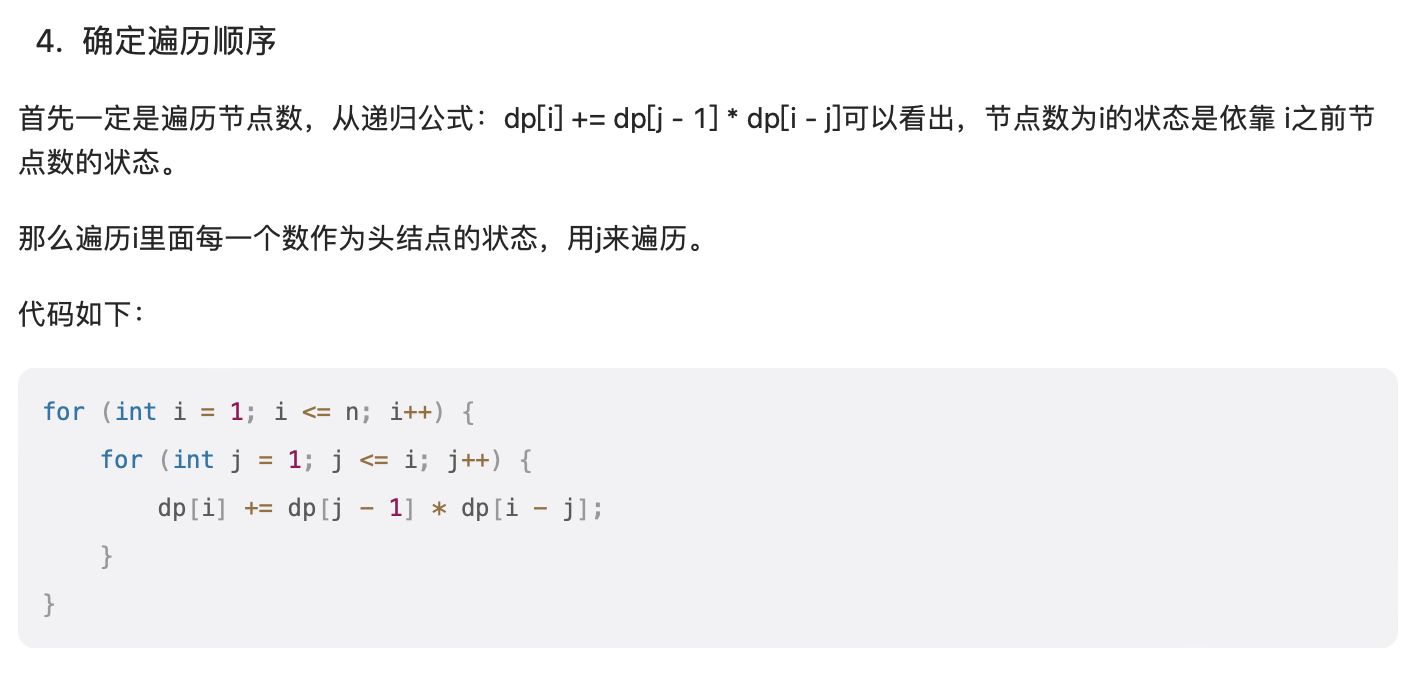 4. 确定遍历顺序
首先一定是遍历节点数，从递归公式：dp[i] += dp[j - 1] * dp[i - j]可以看出，节点数为i的状态是依靠 i之前节
点数的状态。
那么遍历i里面每一个数作为头结点的状态，用j来遍历。
代码如下：
for (int i = 1; i <= n; i++) {
    for (int j = 1; j <= i; j++) {
        dp[i] += dp[j - 1] * dp[i - j];
    }
}